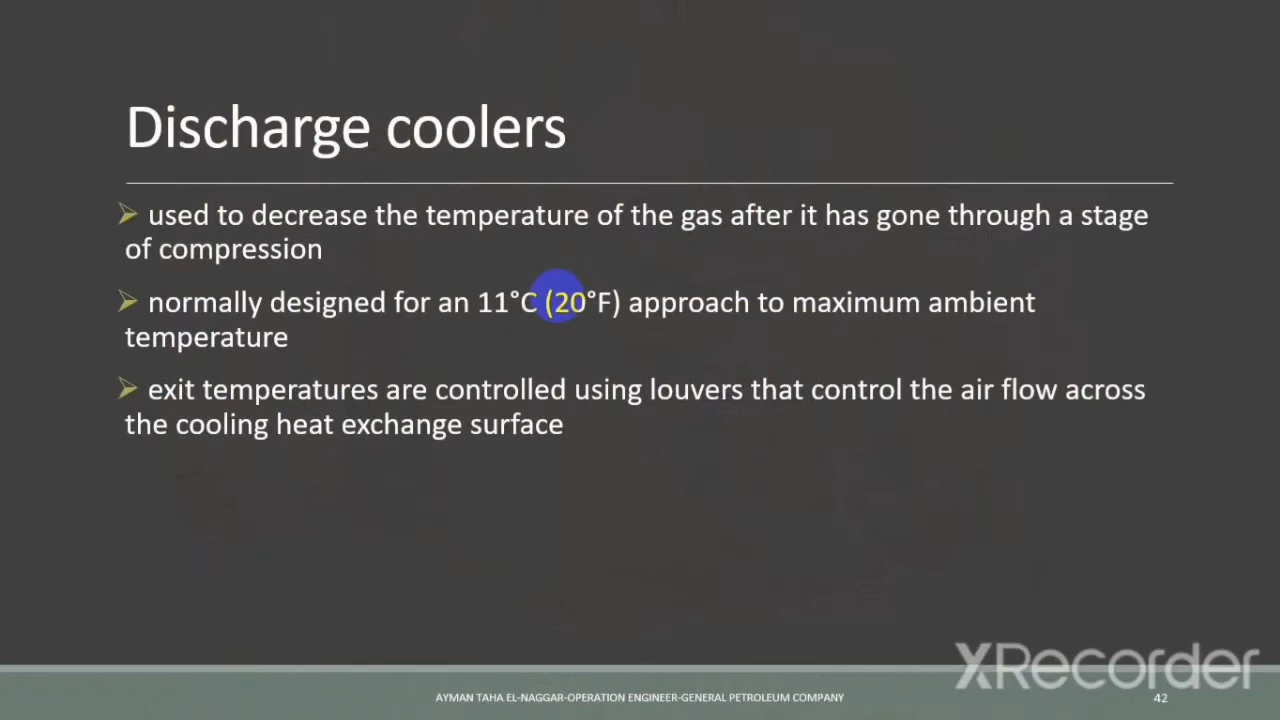 Discharge coolers
➢ used to decrease the temperature of the gas after it has gone through a stage
of compression
➢ normally designed for an 11°C (20°F) approach to maximum ambient
temperature
➢ exit temperatures are controlled using louvers that control the air flow across
the cooling heat exchange surface
XRecorder
AYMAN TAHA EL-NAGGAR-OPERATION ENGINEER-GENERAL PETROLEUM COMPANY
42